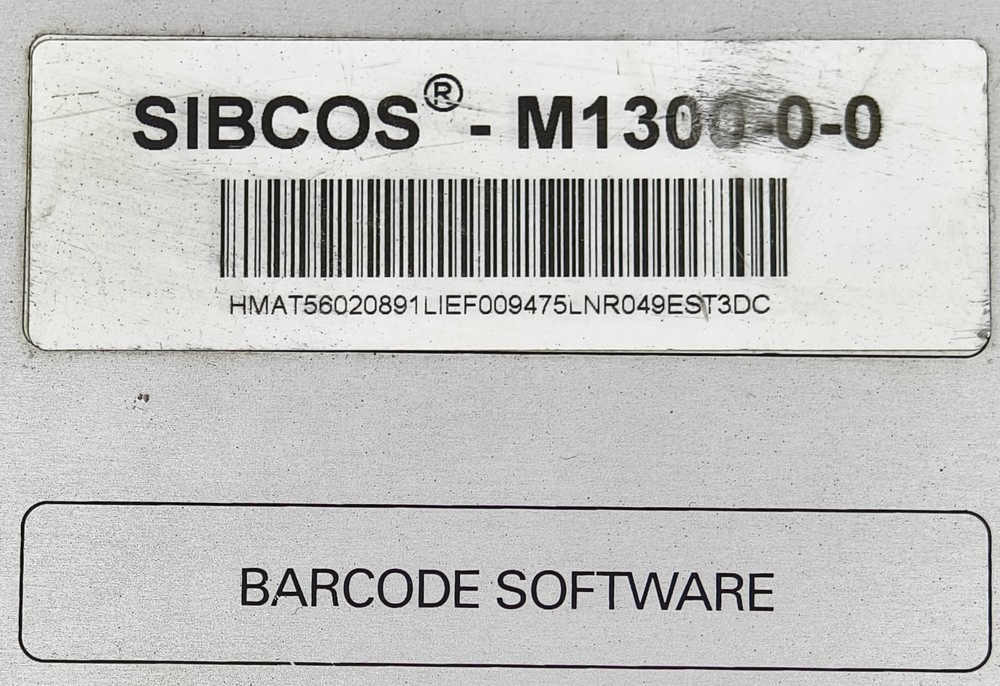 SIBCOS® - M1300-0-0
HMAT56020891LIEF009475LNR049EST3DC
BARCODE SOFTWARE